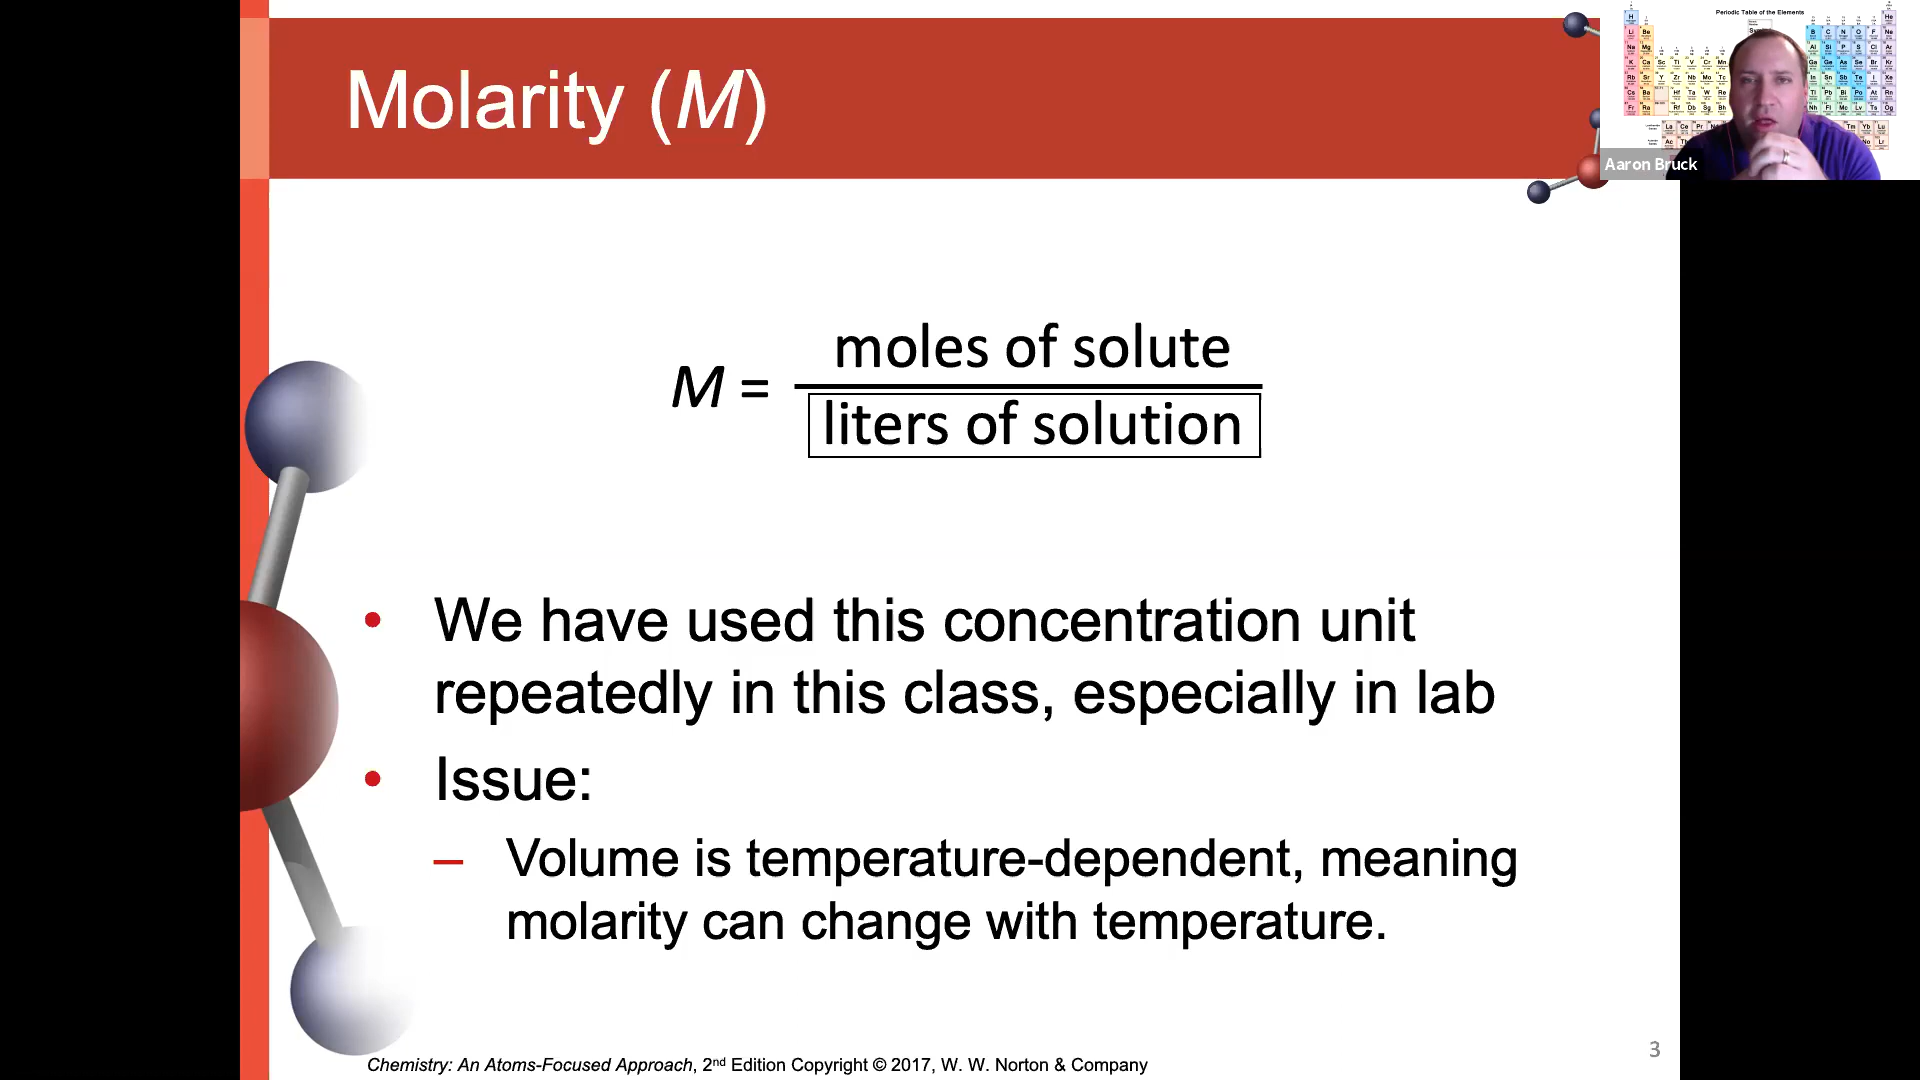 Molarity (M)
Periodic Table of the Elements
Aaron Bruck
M = moles of solute
liters of solution
• We have used this concentration unit
repeatedly in this class, especially in lab
• Issue:
– Volume is temperature-dependent, meaning
molarity can change with temperature.
Chemistry: An Atoms-Focused Approach, 2nd Edition Copyright © 2017, W. W. Norton & Company
3